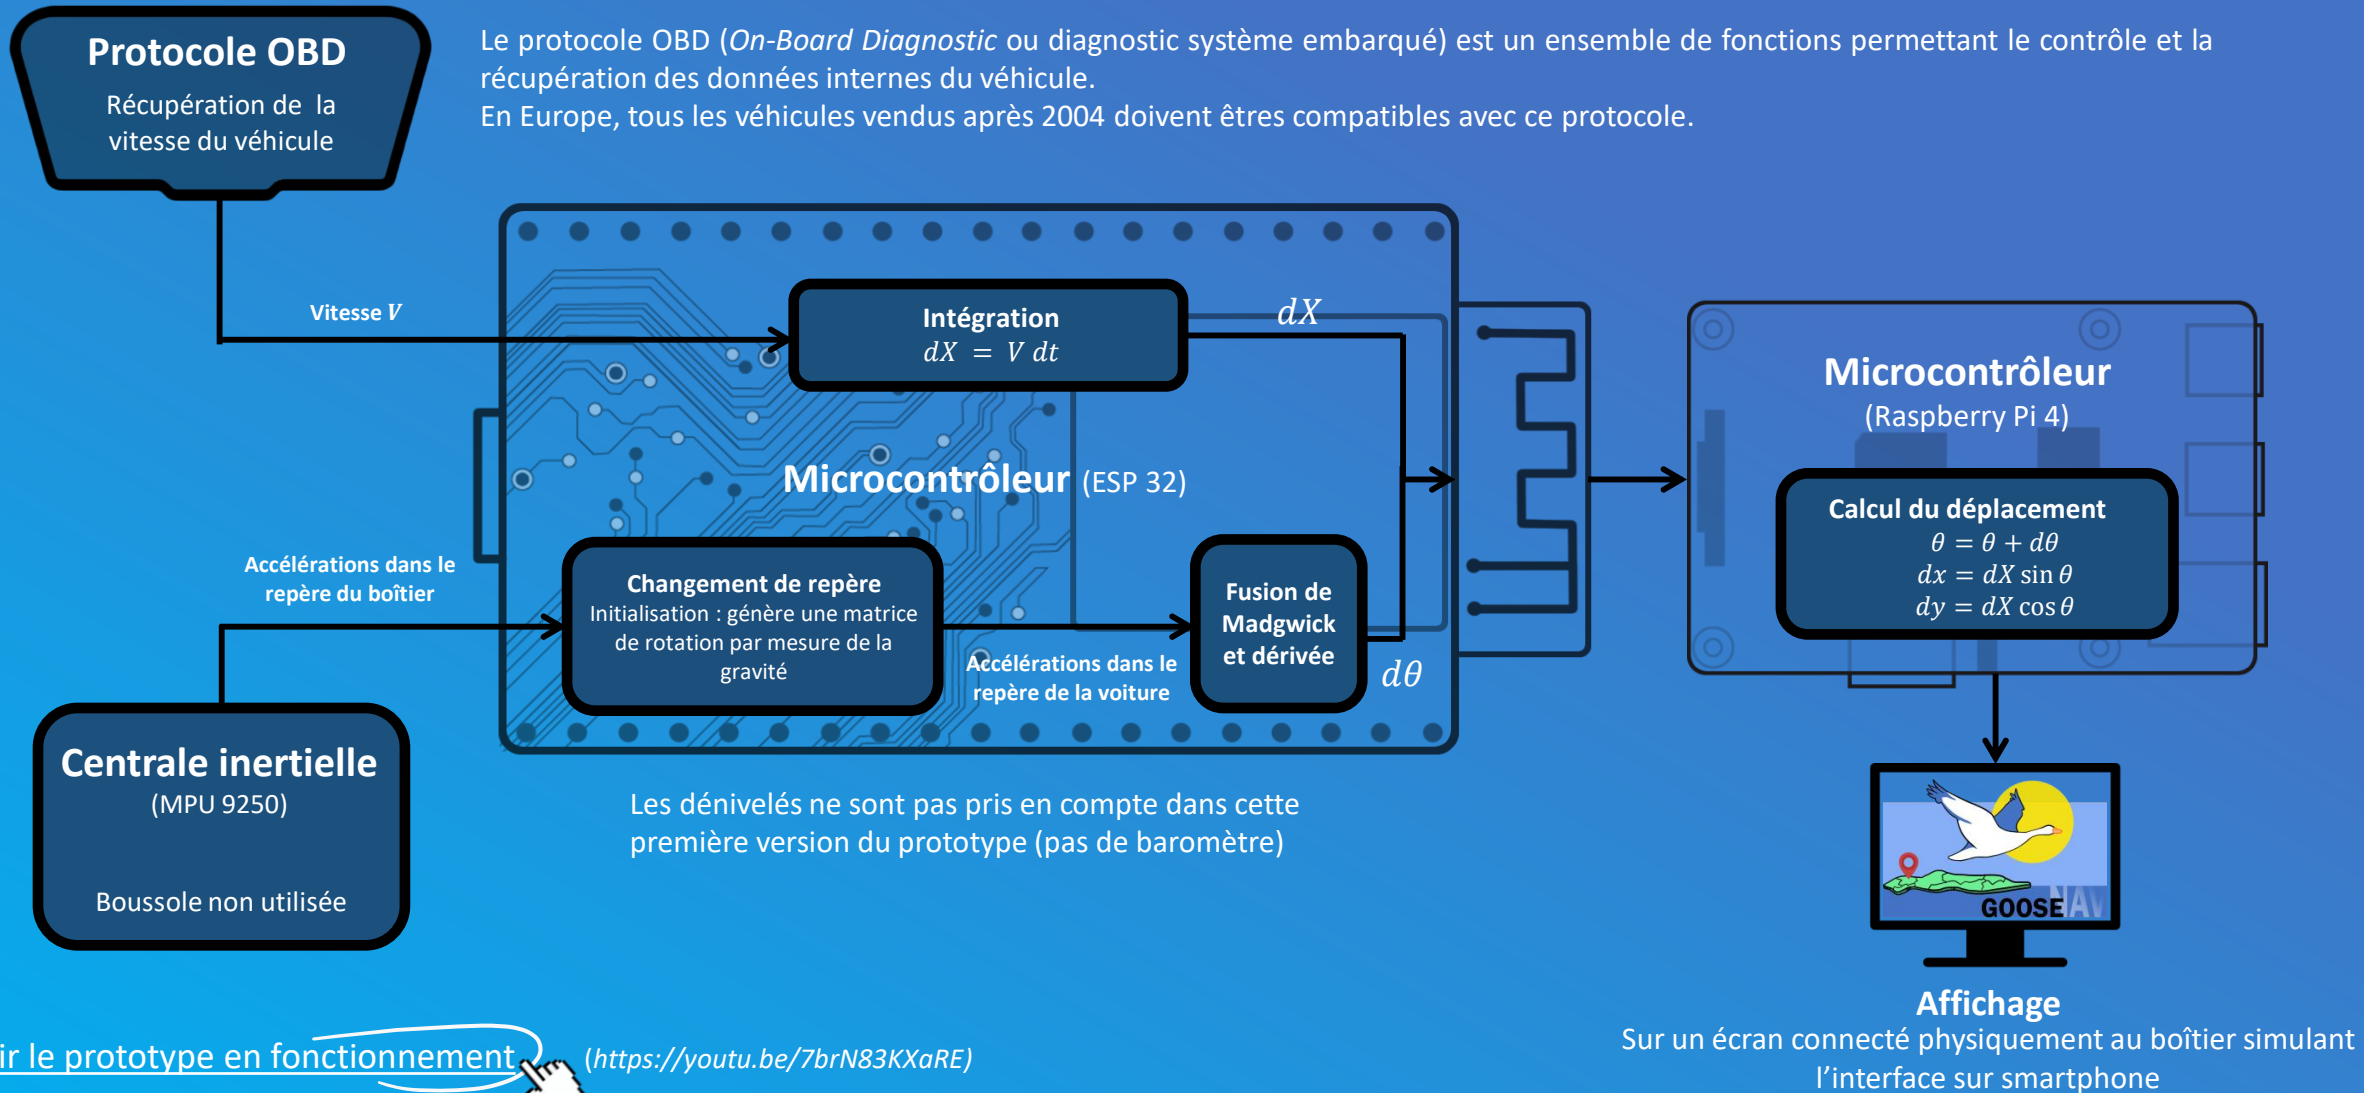 Protocole OBD
Récupération de la
vitesse du véhicule
Le protocole OBD (On-Board Diagnostic ou diagnostic système embarqué) est un ensemble de fonctions permettant le contrôle et la
récupération des données internes du véhicule.
En Europe, tous les véhicules vendus après 2004 doivent êtres compatibles avec ce protocole.
Vitesse V
Intégration
dX = V dt
dX
Microcontrôleur (ESP 32)
Accélérations dans le
repère du boîtier
Changement de repère
Initialisation : génère une matrice
de rotation par mesure de la
gravité
Accélérations dans le
repère de la voiture
Fusion de
Madgwick
et dérivée
dθ
Microcontrôleur
(Raspberry Pi 4)
Calcul du déplacement
θ = θ + dθ
dx = dX sin θ
dy = dX cos θ
Centrale inertielle
(MPU 9250)
Boussole non utilisée
Les dénivelés ne sont pas pris en compte dans cette
première version du prototype (pas de baromètre)
GOOSENAV
Affichage
Sur un écran connecté physiquement au boîtier simulant
l'interface sur smartphone
ir le prototype en fonctionnement (https://youtu.be/7brN83KXaRE)